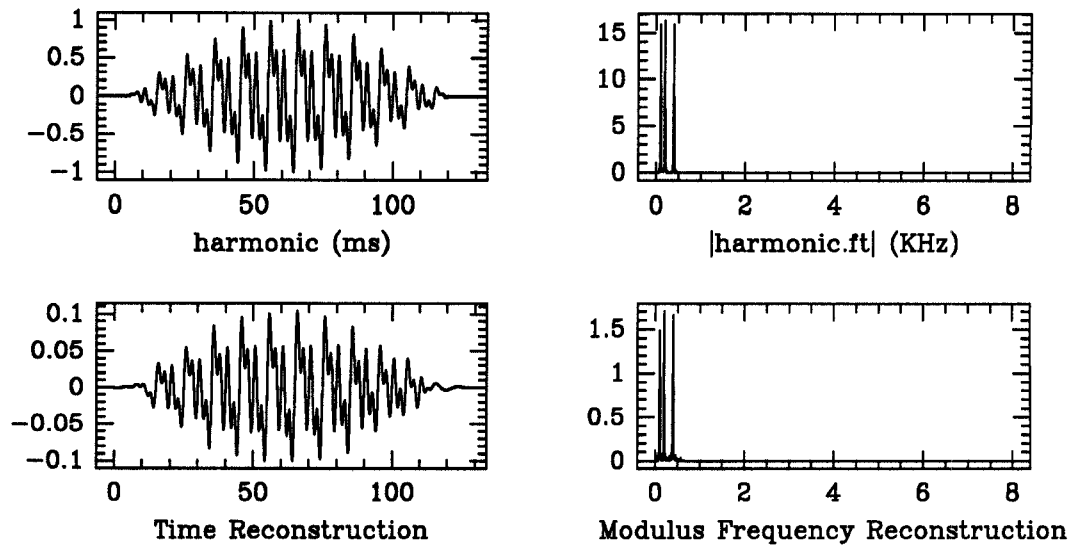 1
0.5
0
−0.5
−1
0 50 100
harmonic (ms)
15
10
5
0
0 2 4 6 8
|harmonic.ft| (KHz)
0.1
0.05
0
−0.05
−0.1
0 50 100
Time Reconstruction
1.5
1
0.5
0
0 2 4 6 8
Modulus Frequency Reconstruction